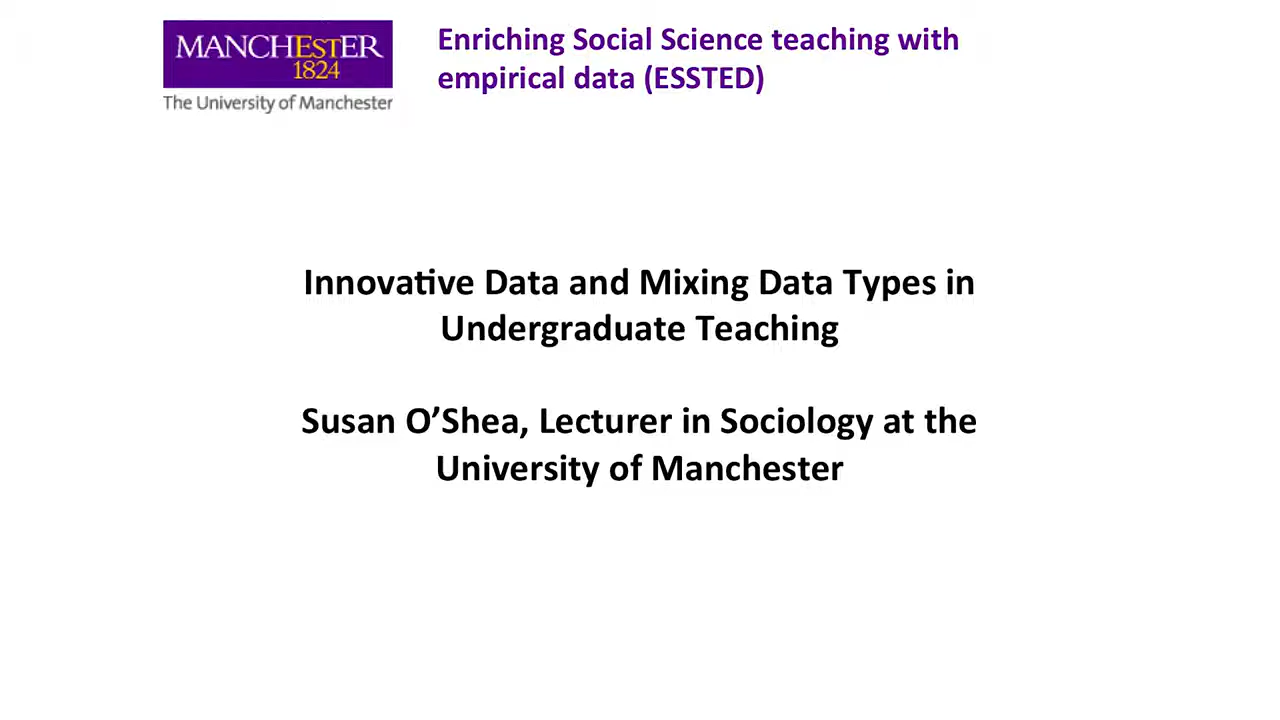 MANCHEsTER
1824
The University of Manchester
Enriching Social Science teaching with
empirical data (ESSTED)
Innovative Data and Mixing Data Types in
Undergraduate Teaching
Susan O’Shea, Lecturer in Sociology at the
University of Manchester